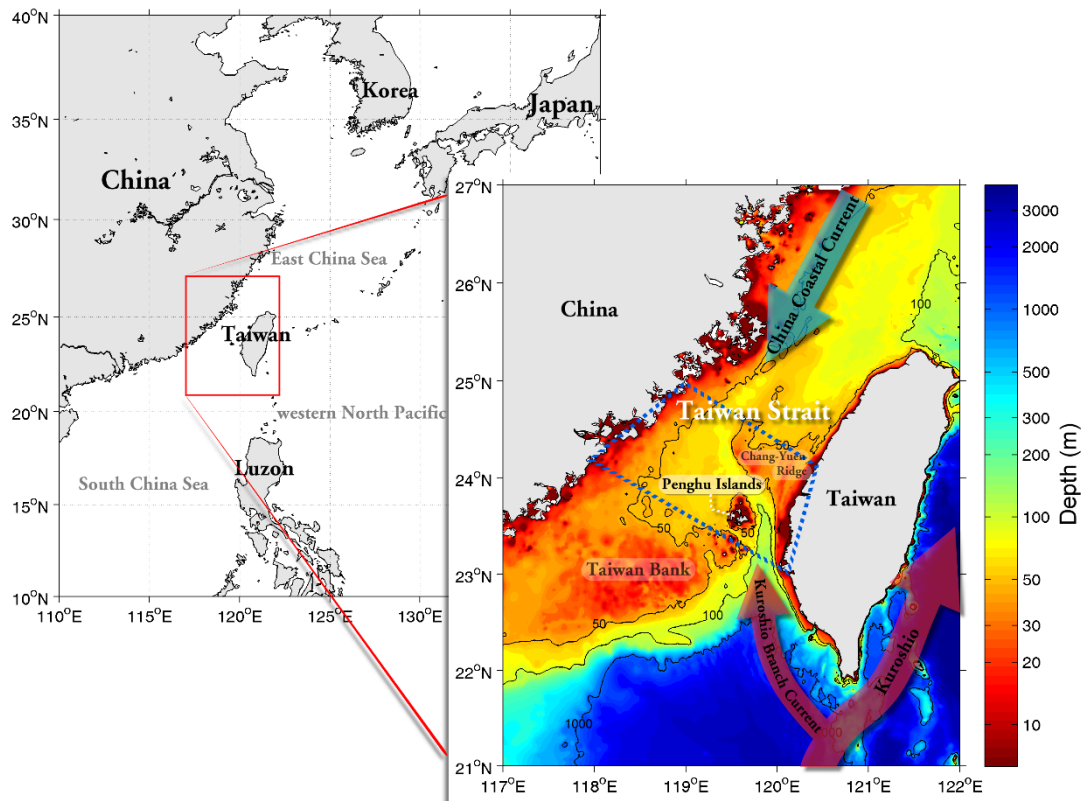 40°N
35°N
30°N
25°N
20°N
15°N
10°N
110°E
115°E
120°E
125°E
130°E
Korea
Japan
China
East China Sea
Taiwan
western North Pacific
Luzon
South China Sea
27°N
26°N
25°N
24°N
23°N
22°N
21°N
117°E
118°E
119°E
120°E
121°E
122°E
China
China Coastal Current
100
Taiwan Strait
50
Chang-Yuen
Ridge
Penghu Islands
Taiwan
50
50
Taiwan Bank
100
50
Kuroshio Branch Current
Kuroshio
1000
3000
2000
1000
500
300
200
100
50
30
20
10
Depth (m)